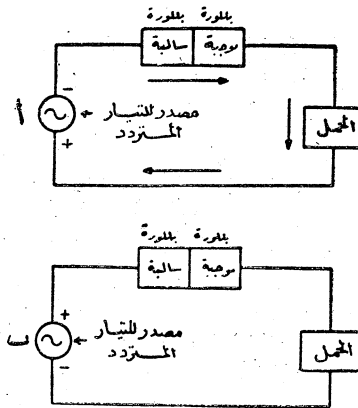 بللورة بللورة
موجبة سالبة
-
أ
مصدر للتيار
المتردد
+
الحمل
بللورة بللورة
موجبة سالبة
+
ب
مصدر للتيار
المتردد
-
الحمل